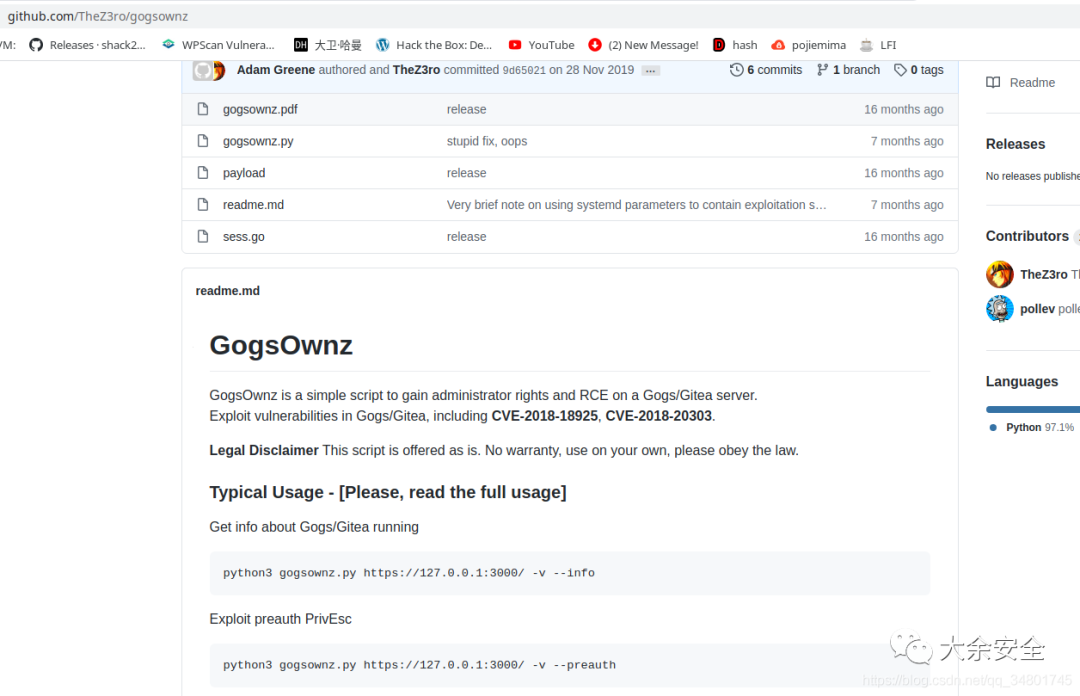 github.com/TheZ3ro/gogsownz
/M: Releases · shack2... WPScan Vulnera... DH 大卫·哈曼 Hack the Box: De... YouTube (2) New Message! D hash pojiemima LFI
Adam Greene authored and TheZ3ro committed 9d65021 on 28 Nov 2019 ... 6 commits 1 branch 0 tags
gogsownz.pdf release 16 months ago
gogsownz.py stupid fix, oops 7 months ago
payload release 16 months ago
readme.md Very brief note on using systemd parameters to contain exploitation s... 7 months ago
sess.go release 16 months ago
Readme
Releases
No releases publishe
Contributors
TheZ3ro T
pollev polle
Languages
Python 97.1%
readme.md
GogsOwnz
GogsOwnz is a simple script to gain administrator rights and RCE on a Gogs/Gitea server.
Exploit vulnerabilities in Gogs/Gitea, including CVE-2018-18925, CVE-2018-20303.
Legal Disclaimer This script is offered as is. No warranty, use on your own, please obey the law.
Typical Usage - [Please, read the full usage]
Get info about Gogs/Gitea running
python3 gogsownz.py https://127.0.0.1:3000/ -v --info
Exploit preauth PrivEsc
python3 gogsownz.py https://127.0.0.1:3000/ -v --preauth
大余安全
https://blog.csdn.net/qq_34801745